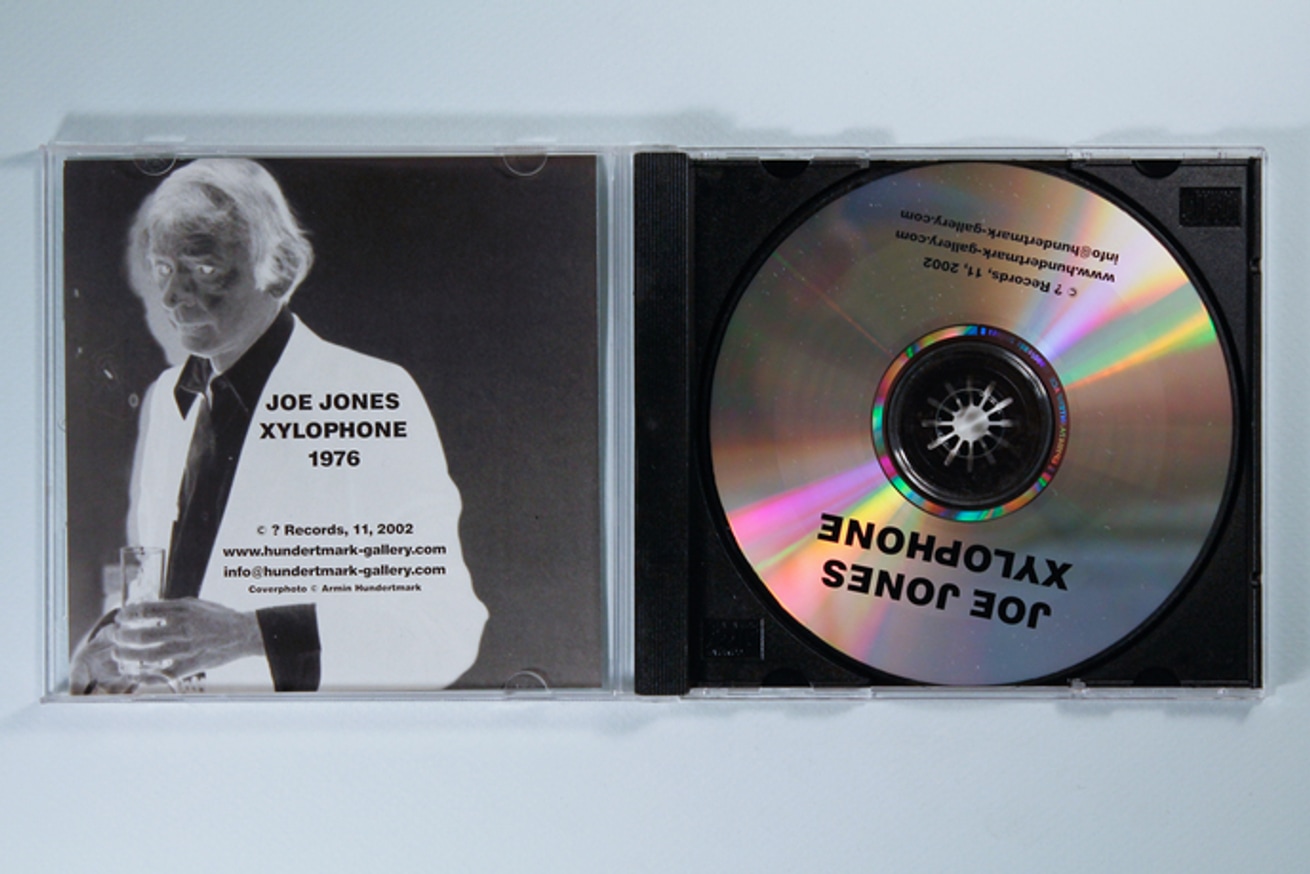 JOE JONES
XYLOPHONE
1976
© ? Records, 11, 2002
www.hundertmark-gallery.com
info@hundertmark-gallery.com
Coverphoto © Armin Hundertmark
JOE JONES
XYLOPHONE
© ? Records, 11, 2002
www.hundertmark-gallery.com
info@hundertmark-gallery.com